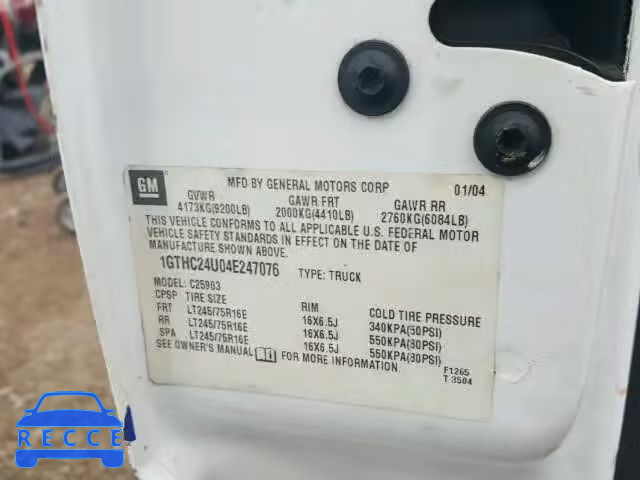 GM MFD BY GENERAL MOTORS CORP 01/04
GVWR GAWR FRT GAWR RR
4173KG(9200LB) 2000KG(4410LB) 2760KG(6084LB)
THIS VEHICLE CONFORMS TO ALL APPLICABLE U.S. FEDERAL MOTOR
VEHICLE SAFETY STANDARDS IN EFFECT ON THE DATE OF
MANUFACTURE SHOWN ABOVE.
1GTHC24U04E247076 TYPE: TRUCK
MODEL: C25903
CPSP TIRE SIZE RIM COLD TIRE PRESSURE
FRT LT245/75R16E 16X6.5J 340KPA(50PSI)
RR LT245/75R16E 16X6.5J 550KPA(80PSI)
SPA LT245/75R16E 16X6.5J 550KPA(80PSI)
SEE OWNER'S MANUAL FOR MORE INFORMATION
F1265
T 3504
RECCE